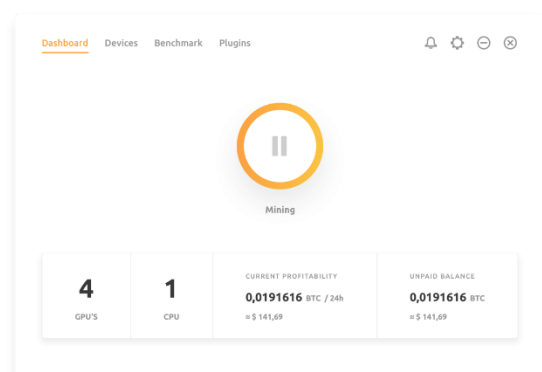 Dashboard Devices Benchmark Plugins
Mining
4
GPU'S
1
CPU
CURRENT PROFITABILITY
0,0191616 BTC / 24h
≈ $ 141,69
UNPAID BALANCE
0,0191616 BTC
≈ $ 141,69